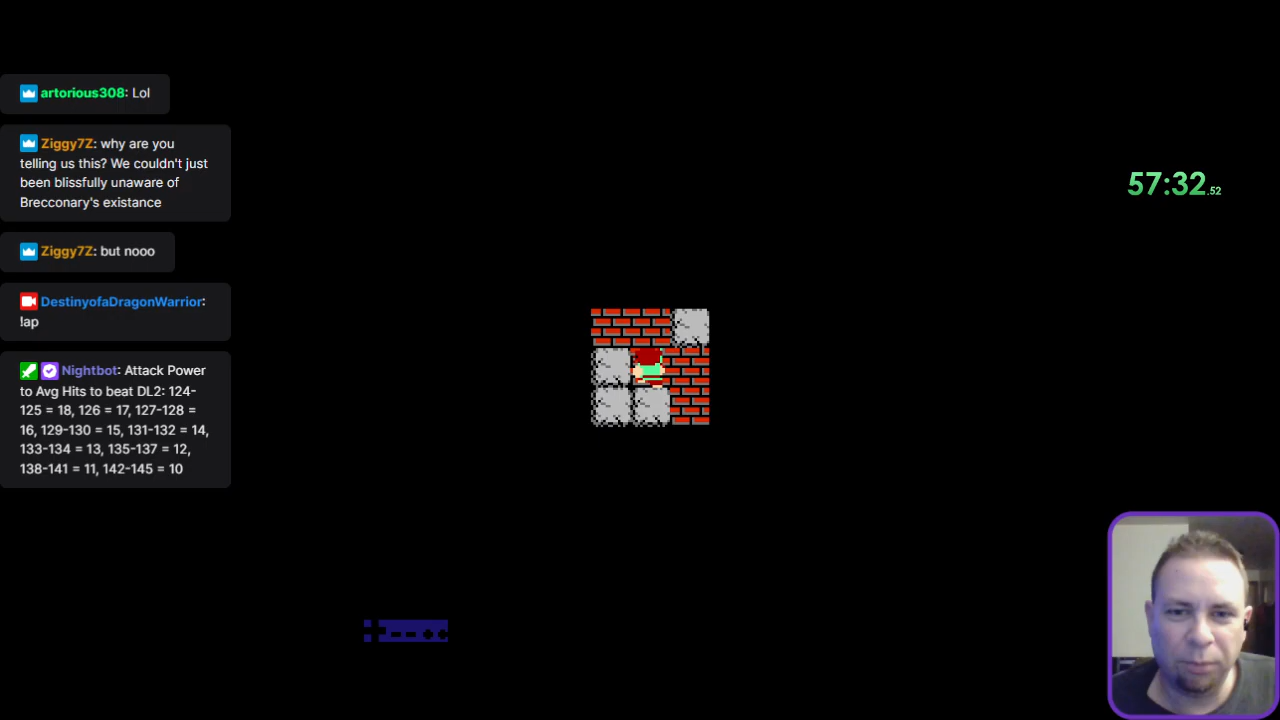 artorious308: Lol
Ziggy7Z: why are you
telling us this? We couldn't just
been blissfully unaware of
Brecconary's existance
Ziggy7Z: but nooo
DestinyofaDragonWarrior:
!ap
Nightbot: Attack Power
to Avg Hits to beat DL2: 124-
125 = 18, 126 = 17, 127-128 =
16, 129-130 = 15, 131-132 = 14,
133-134 = 13, 135-137 = 12,
138-141 = 11, 142-145 = 10
57:32.52